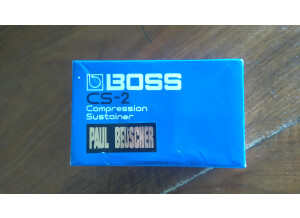 BOSS
CS-2
Compression
Sustainer
PAUL BEUSCHER